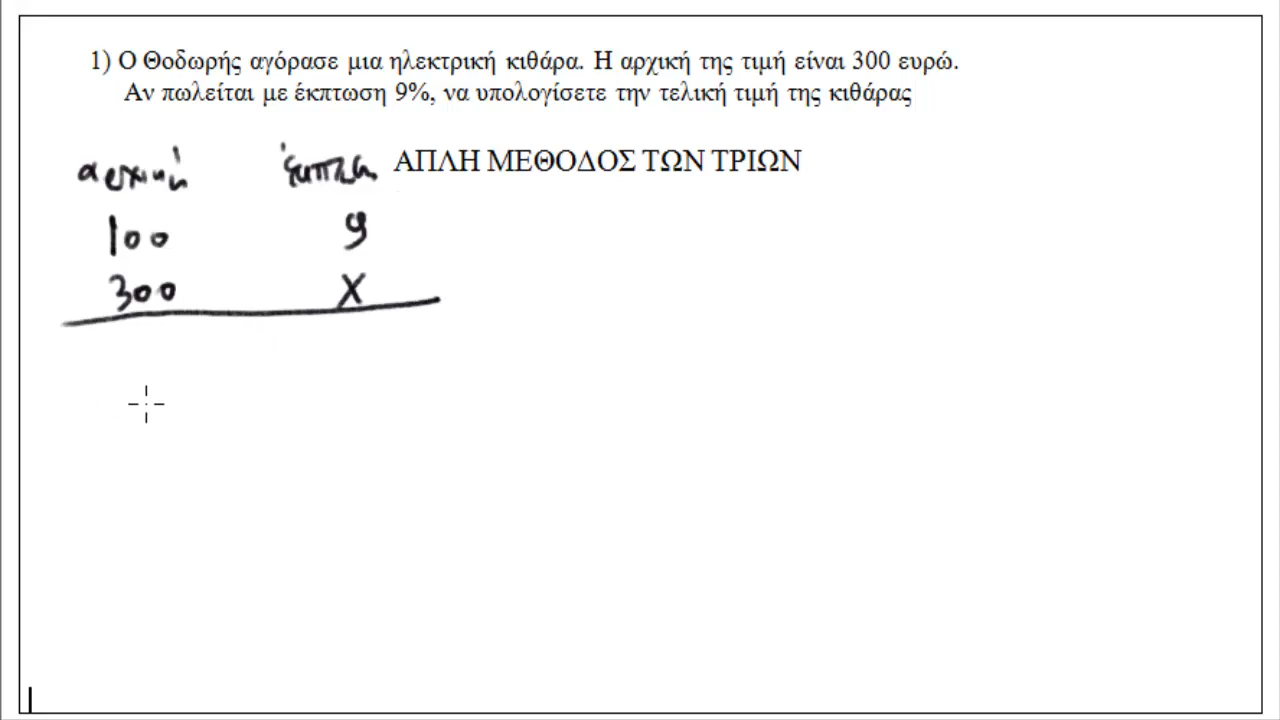 1) Ο Θοδωρής αγόρασε μια ηλεκτρική κιθάρα. Η αρχική της τιμή είναι 300 ευρώ.
Αν πωλείται με έκπτωση 9%, να υπολογίσετε την τελική τιμή της κιθάρας
αρχική έκπτωση ΑΠΛΗ ΜΕΘΟΔΟΣ ΤΩΝ ΤΡΙΩΝ
100 9
300 x